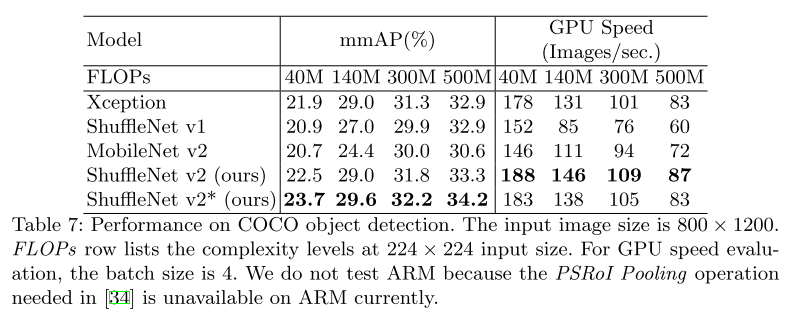 Model mmAP(%) GPU Speed (Images/sec.)
FLOPs 40M 140M 300M 500M 40M 140M 300M 500M
Xception 21.9 29.0 31.3 32.9 178 131 101 83
ShuffleNet v1 20.9 27.0 29.9 32.9 152 85 76 60
MobileNet v2 20.7 24.4 30.0 30.6 146 111 94 72
ShuffleNet v2 (ours) 22.5 29.0 31.8 33.3 188 146 109 87
ShuffleNet v2* (ours) 23.7 29.6 32.2 34.2 183 138 105 83
Table 7: Performance on COCO object detection. The input image size is 800 × 1200.
FLOPs row lists the complexity levels at 224 × 224 input size. For GPU speed evalu-
ation, the batch size is 4. We do not test ARM because the PSRoI Pooling operation
needed in [34] is unavailable on ARM currently.